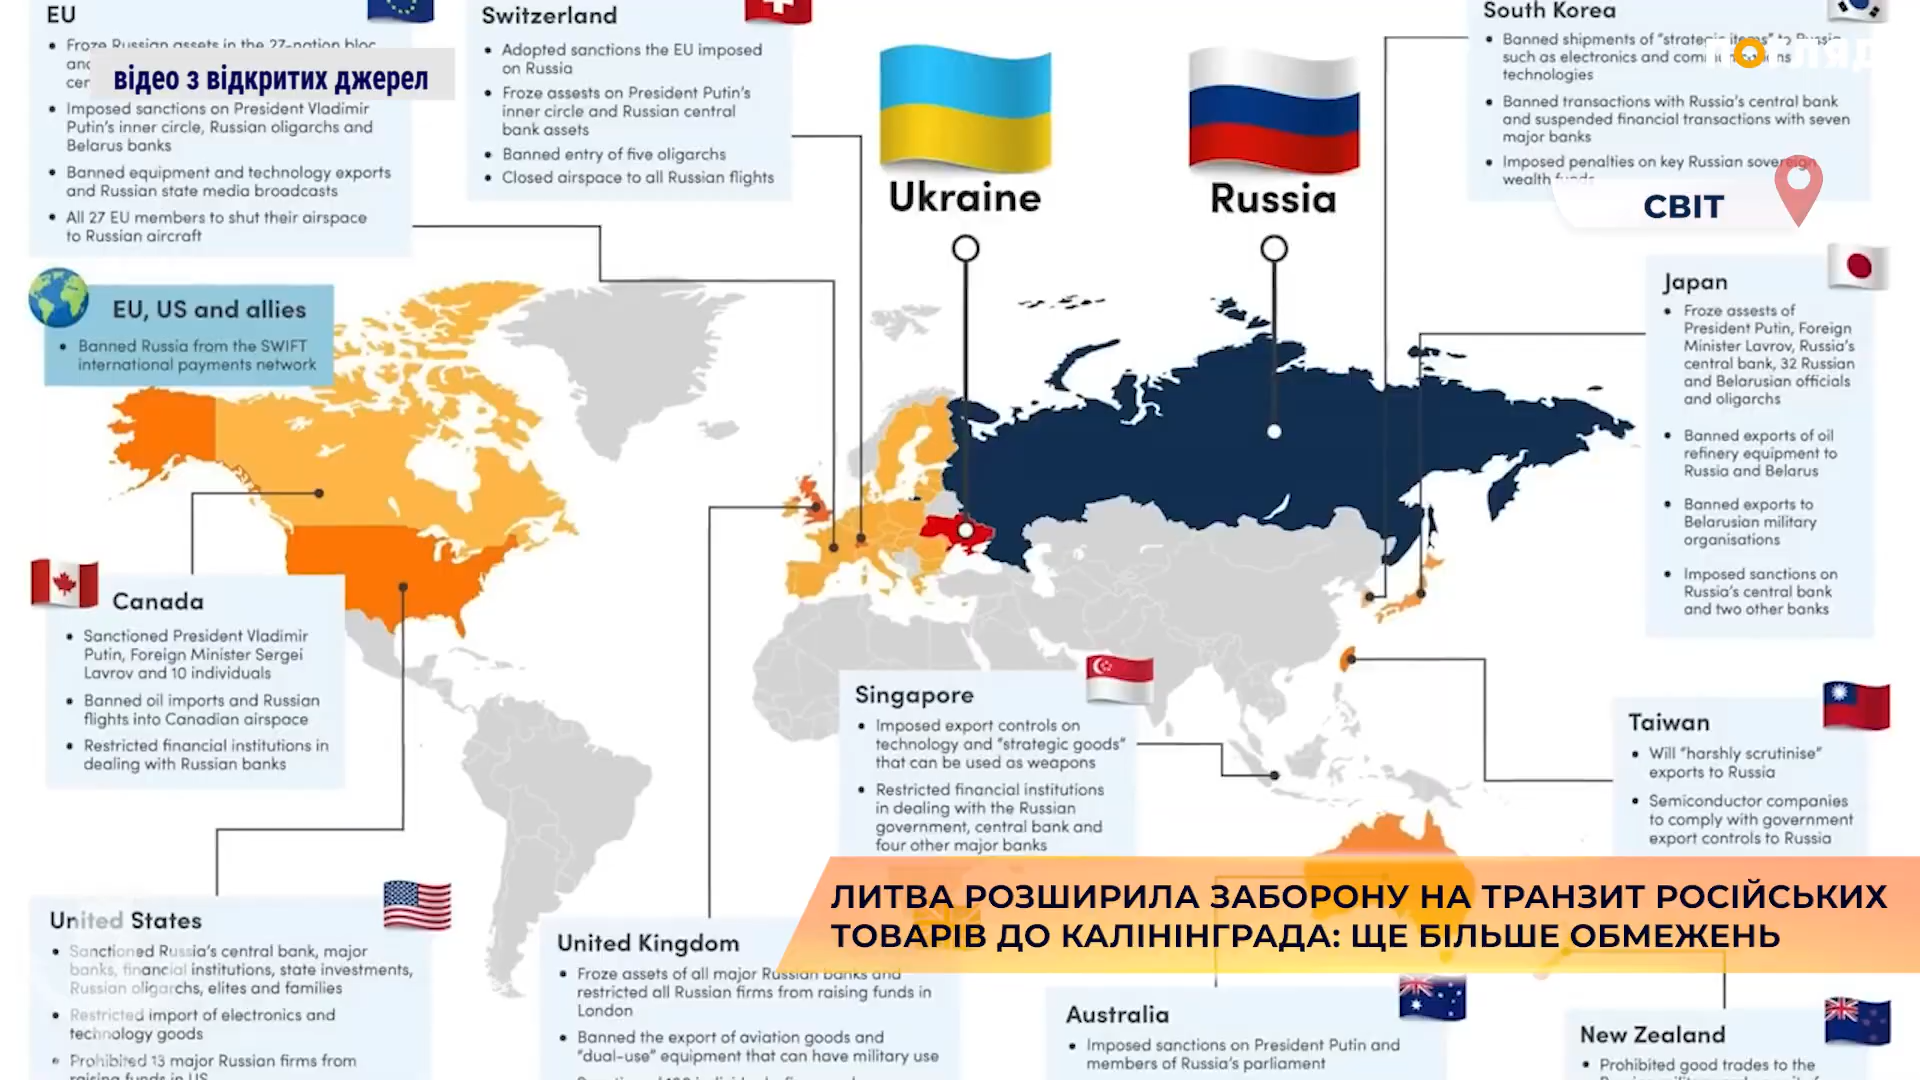 EU
Froze Russian assets in the 27-nation bloc
and
cen
Imposed sanctions on President Vladimir
Putin's inner circle, Russian oligarchs and
Belarus banks
Banned equipment and technology exports
and Russian state media broadcasts
All 27 EU members to shut their airspace
to Russian aircraft
відео з відкритих джерел
Switzerland
Adopted sanctions the EU imposed
on Russia
Froze assests on President Putin's
inner circle and Russian central
bank assets
Banned entry of five oligarchs
Closed airspace to all Russian flights
Ukraine
Russia
South Korea
Banned shipments of "strategic items" to Russia
such as electronics and communications
technologies
Banned transactions with Russia's central bank
and suspended financial transactions with seven
major banks
Imposed penalties on key Russian sovereign
wealth funds
ПОГЛЯД
СВІТ
EU, US and allies
Banned Russia from the SWIFT
international payments network
Japan
Froze assests of
President Putin, Foreign
Minister Lavrov, Russia's
central bank, 32 Russian
and Belarusian officials
and oligarchs
Banned exports of oil
refinery equipment to
Russia and Belarus
Banned exports to
Belarusian military
organisations
Imposed sanctions on
Russia's central bank
and two other banks
Canada
Sanctioned President Vladimir
Putin, Foreign Minister Sergei
Lavrov and 10 individuals
Banned oil imports and Russian
flights into Canadian airspace
Restricted financial institutions in
dealing with Russian banks
Singapore
Imposed export controls on
technology and "strategic goods"
that can be used as weapons
Restricted financial institutions
in dealing with the Russian
government, central bank and
four other major banks
Taiwan
Will "harshly scrutinise"
exports to Russia
Semiconductor companies
to comply with government
export controls to Russia
ЛИТВА РОЗШИРИЛА ЗАБОРОНУ НА ТРАНЗИТ РОСІЙСЬКИХ
ТОВАРІВ ДО КАЛІНІНГРАДА: ЩЕ БІЛЬШЕ ОБМЕЖЕНЬ
United States
Sanctioned Russia's central bank, major
banks, financial institutions, state investments,
Russian oligarchs, elites and families
Restricted import of electronics and
technology goods
Prohibited 13 major Russian firms from
raising funds in US
United Kingdom
Froze assets of all major Russian banks and
restricted all Russian firms from raising funds in
London
Banned the export of aviation goods and
"dual-use" equipment that can have military use
Australia
Imposed sanctions on President Putin and
members of Russia's parliament
New Zealand
Prohibited good trades to the